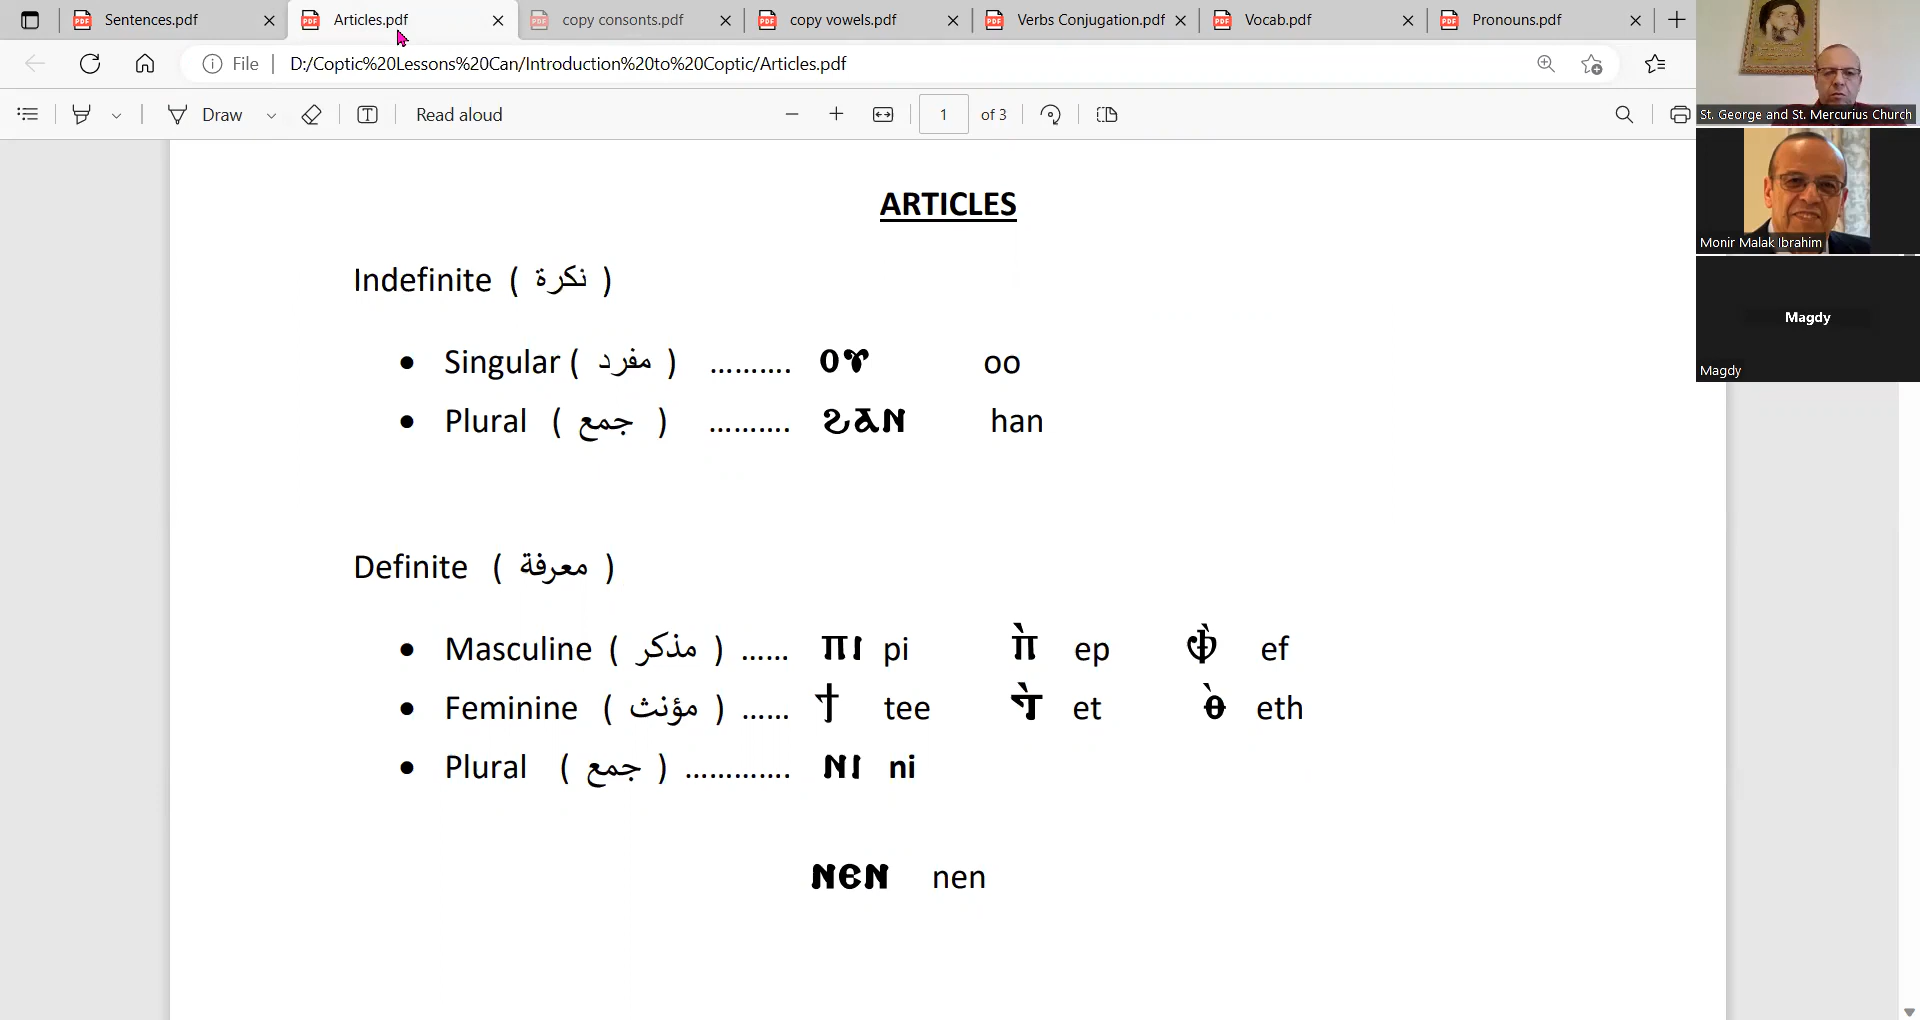 Sentences.pdf Articles.pdf copy consonts.pdf copy vowels.pdf Verbs Conjugation.pdf Vocab.pdf Pronouns.pdf
File D:/Coptic%20Lessons%20Can/Introduction%20to%20Coptic/Articles.pdf
Draw Read aloud 1 of 3
St. George and St. Mercurius Church
Monir Malak Ibrahim
Magdy
Magdy
ARTICLES
Indefinite ( نكرة )
• Singular ( مفرد ) .......... ⲟⲩ oo
• Plural ( جمع ) .......... ϩⲁⲛ han
Definite ( معرفة )
• Masculine ( مذكر ) ...... ⲡⲓ pi ⲡ̀ ep ⲫ̀ ef
• Feminine ( مؤنث ) ...... ϯ tee ⲧ̀ et ⲑ̀ eth
• Plural ( جمع ) ............. ⲛⲓ ni
ⲛⲉⲛ nen